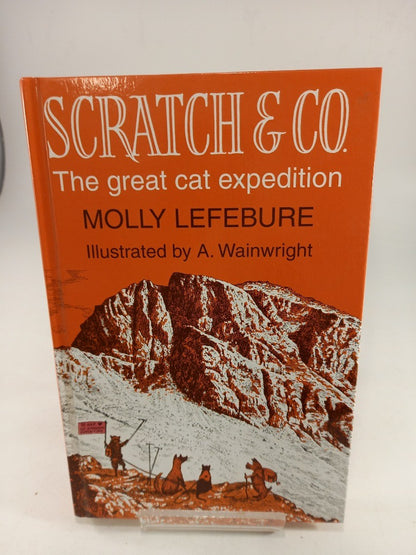 SCRATCH & CO.
The great cat expedition
MOLLY LEFEBURE
Illustrated by A. Wainwright